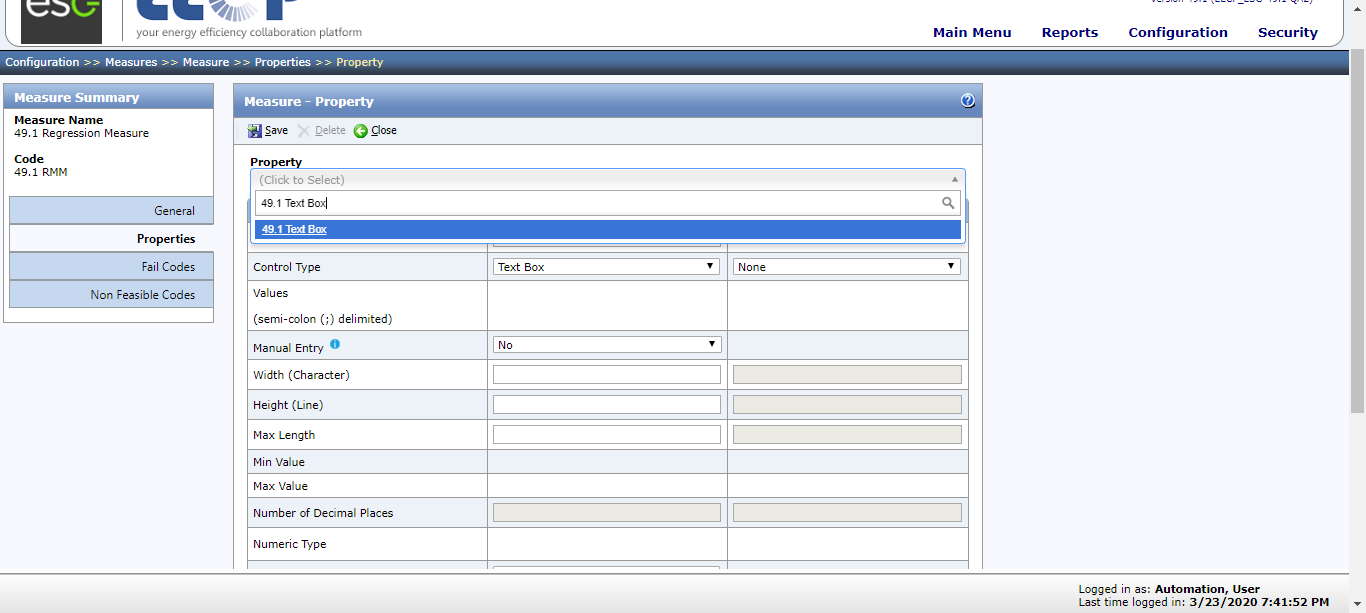 esg
your energy efficiency collaboration platform
Main Menu Reports Configuration Security
Configuration >> Measures >> Measure >> Properties >> Property
Measure Summary
Measure Name
49.1 Regression Measure
Code
49.1 RMM
General
Properties
Fail Codes
Non Feasible Codes
Measure - Property
?
Save Delete Close
Property
(Click to Select)
49.1 Text Box
49.1 Text Box
Control Type Text Box None
Values
(semi-colon (;) delimited)
Manual Entry i No
Width (Character)
Height (Line)
Max Length
Min Value
Max Value
Number of Decimal Places
Numeric Type
Logged in as: Automation, User
Last time logged in: 3/23/2020 7:41:52 PM